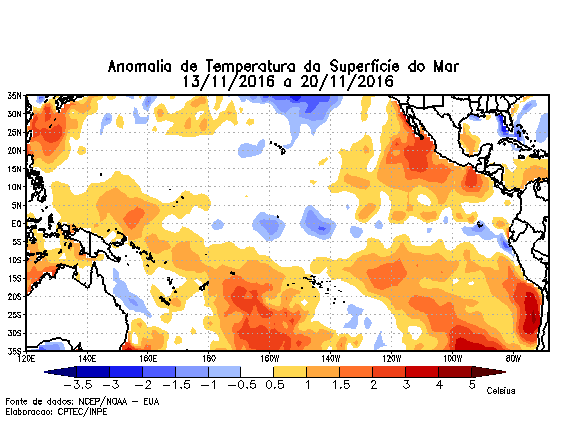 Anomalia de Temperatura da Superfície do Mar
13/11/2016 a 20/11/2016
35N
30N
25N
20N
15N
10N
5N
EQ
5S
10S
15S
20S
25S
30S
35S
120E 140E 160E 180 160W 140W 120W 100W 80W
−3.5 −3 −2 −1.5 −1 −0.5 0.5 1 1.5 2 3 4 5
Celsius
Fonte de dados: NCEP/NOAA − EUA
Elaboracao: CPTEC/INPE